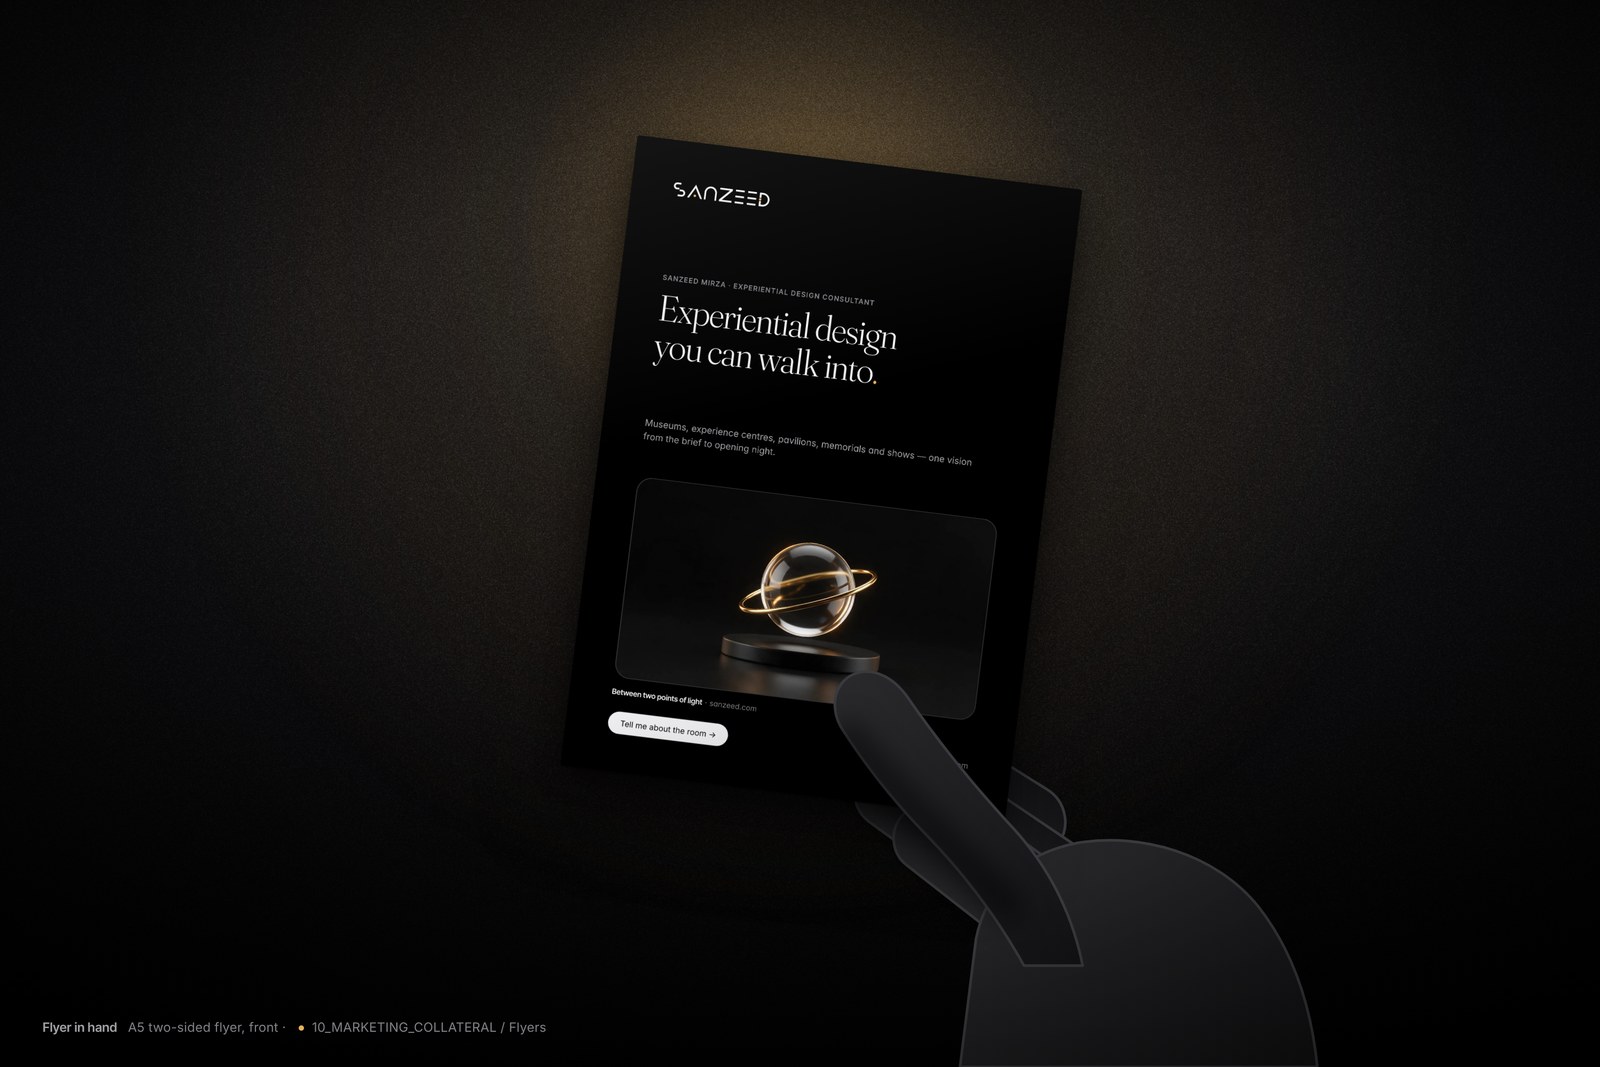 SANZEED
SANZEED MIRZA · EXPERIENTIAL DESIGN CONSULTANT
Experiential design
you can walk into.
Museums, experience centres, pavilions, memorials and shows — one vision
from the brief to opening night.
Between two points of light · sanzeed.com
Tell me about the room →
Flyer in hand A5 two-sided flyer, front · • 10_MARKETING_COLLATERAL / Flyers